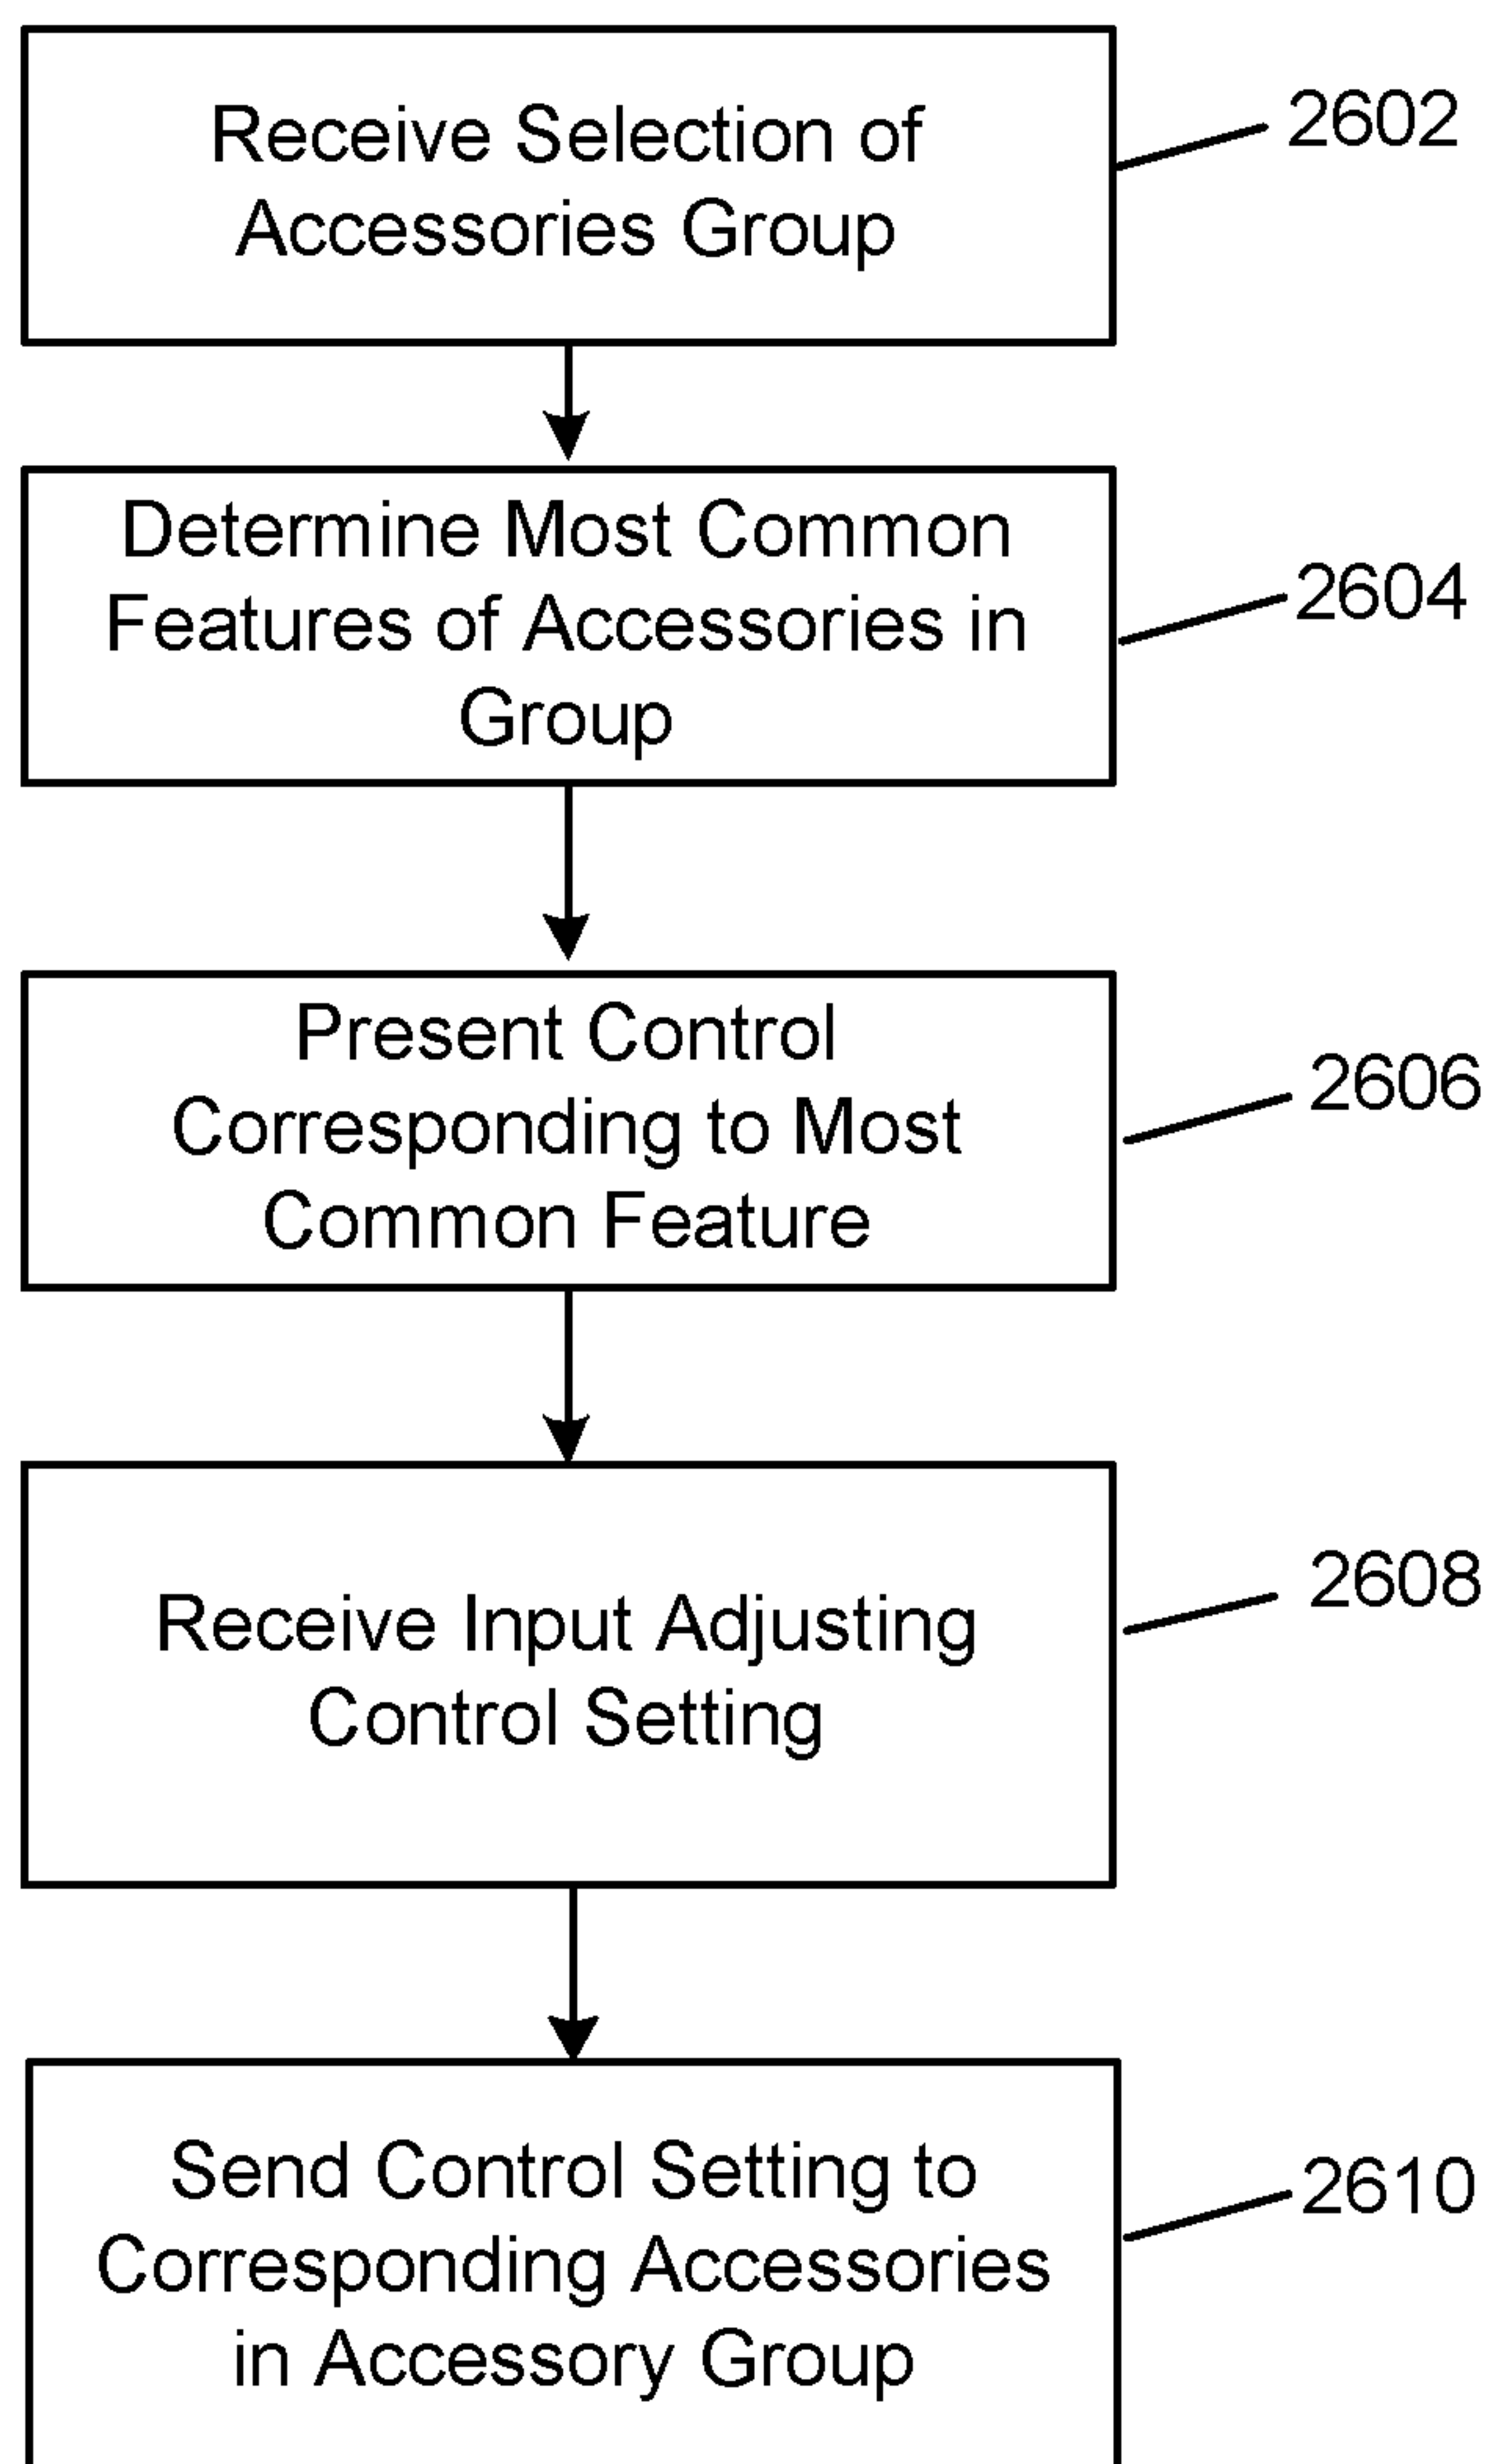 Receive Selection of
Accessories Group
2602
Determine Most Common
Features of Accessories in
Group
2604
Present Control
Corresponding to Most
Common Feature
2606
Receive Input Adjusting
Control Setting
2608
Send Control Setting to
Corresponding Accessories
in Accessory Group
2610